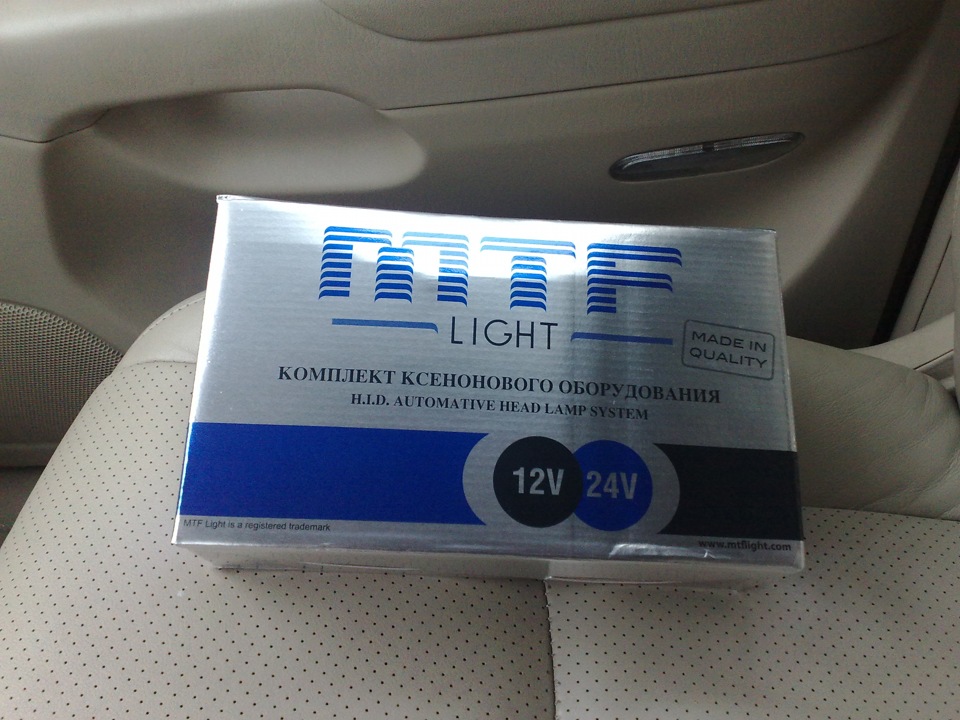 MTF
LIGHT
MADE IN
QUALITY
КОМПЛЕКТ КСЕНОНОВОГО ОБОРУДОВАНИЯ
H.I.D. AUTOMATIVE HEAD LAMP SYSTEM
12V 24V
MTF Light is a registered trademark
www.mtflight.com